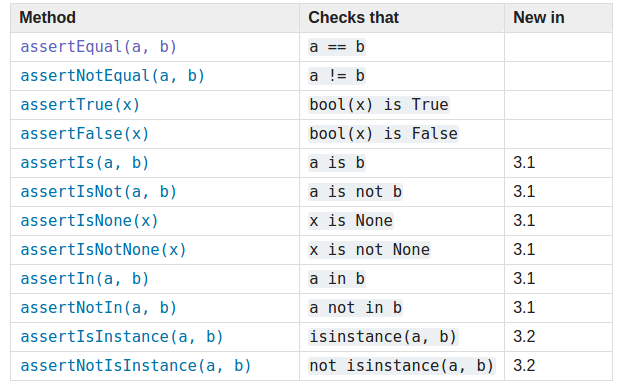 Method Checks that New in
assertEqual(a, b) a == b
assertNotEqual(a, b) a != b
assertTrue(x) bool(x) is True
assertFalse(x) bool(x) is False
assertIs(a, b) a is b 3.1
assertIsNot(a, b) a is not b 3.1
assertIsNone(x) x is None 3.1
assertIsNotNone(x) x is not None 3.1
assertIn(a, b) a in b 3.1
assertNotIn(a, b) a not in b 3.1
assertIsInstance(a, b) isinstance(a, b) 3.2
assertNotIsInstance(a, b) not isinstance(a, b) 3.2